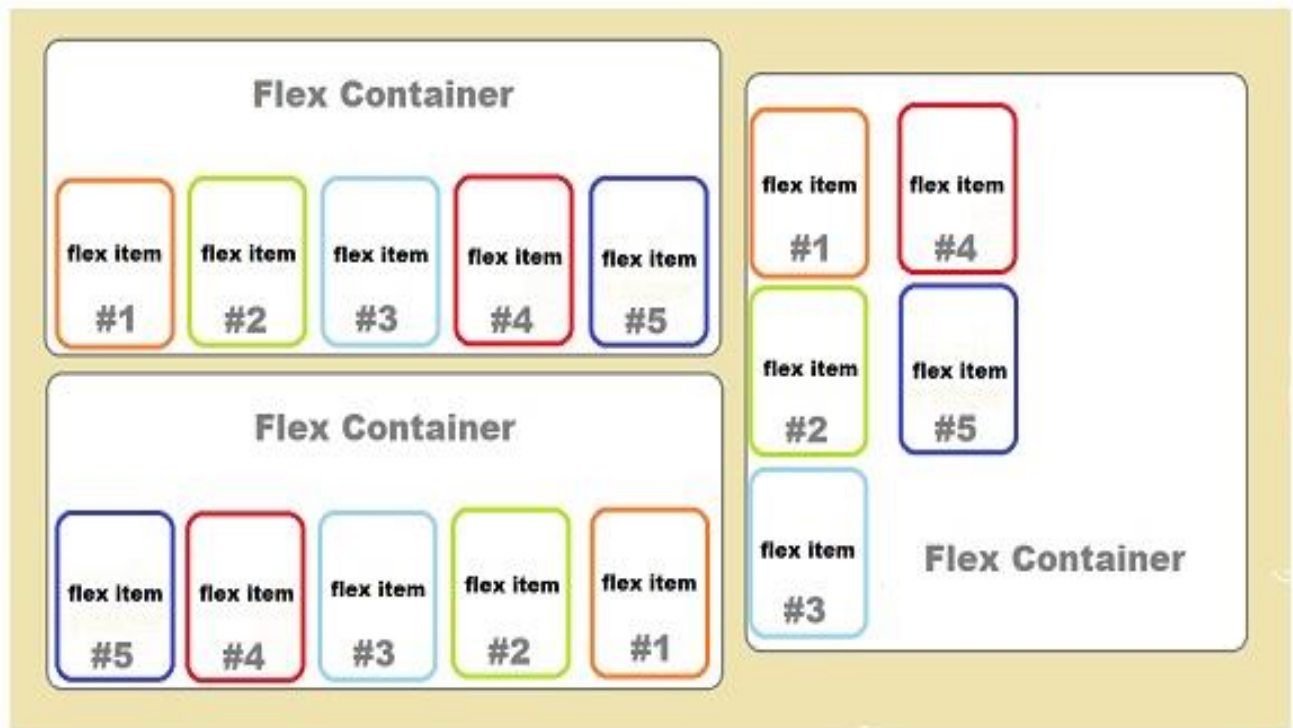 Flex Container
flex item flex item flex item flex item flex item
#1 #2 #3 #4 #5
Flex Container
flex item flex item flex item flex item flex item
#5 #4 #3 #2 #1
flex item flex item
#1 #4
flex item flex item
#2 #5
flex item
#3
Flex Container